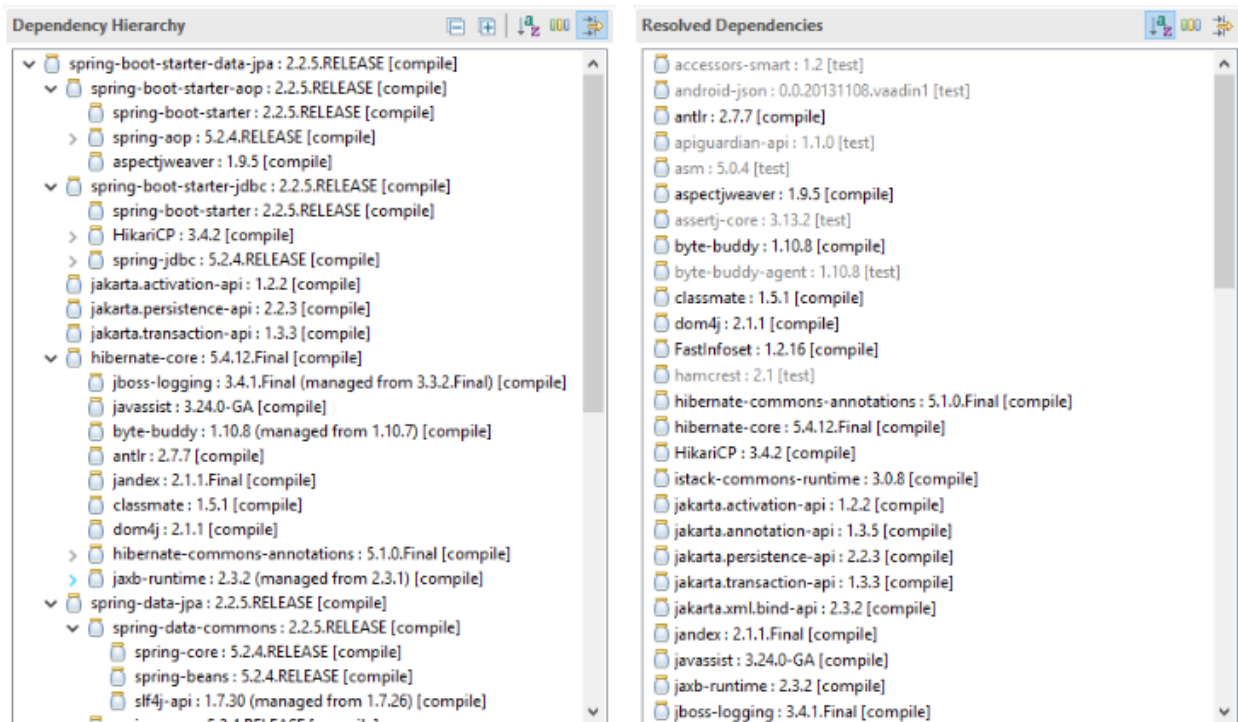 Dependency Hierarchy
spring-boot-starter-data-jpa : 2.2.5.RELEASE [compile]
spring-boot-starter-aop : 2.2.5.RELEASE [compile]
spring-boot-starter : 2.2.5.RELEASE [compile]
spring-aop : 5.2.4.RELEASE [compile]
aspectjweaver : 1.9.5 [compile]
spring-boot-starter-jdbc : 2.2.5.RELEASE [compile]
spring-boot-starter : 2.2.5.RELEASE [compile]
HikariCP : 3.4.2 [compile]
spring-jdbc : 5.2.4.RELEASE [compile]
jakarta.activation-api : 1.2.2 [compile]
jakarta.persistence-api : 2.2.3 [compile]
jakarta.transaction-api : 1.3.3 [compile]
hibernate-core : 5.4.12.Final [compile]
jboss-logging : 3.4.1.Final (managed from 3.3.2.Final) [compile]
javassist : 3.24.0-GA [compile]
byte-buddy : 1.10.8 (managed from 1.10.7) [compile]
antlr : 2.7.7 [compile]
jandex : 2.1.1.Final [compile]
classmate : 1.5.1 [compile]
dom4j : 2.1.1 [compile]
hibernate-commons-annotations : 5.1.0.Final [compile]
jaxb-runtime : 2.3.2 (managed from 2.3.1) [compile]
spring-data-jpa : 2.2.5.RELEASE [compile]
spring-data-commons : 2.2.5.RELEASE [compile]
spring-core : 5.2.4.RELEASE [compile]
spring-beans : 5.2.4.RELEASE [compile]
slf4j-api : 1.7.30 (managed from 1.7.26) [compile]
Resolved Dependencies
accessors-smart : 1.2 [test]
android-json : 0.0.20131108.vaadin1 [test]
antlr : 2.7.7 [compile]
apiguardian-api : 1.1.0 [test]
asm : 5.0.4 [test]
aspectjweaver : 1.9.5 [compile]
assertj-core : 3.13.2 [test]
byte-buddy : 1.10.8 [compile]
byte-buddy-agent : 1.10.8 [test]
classmate : 1.5.1 [compile]
dom4j : 2.1.1 [compile]
FastInfoset : 1.2.16 [compile]
hamcrest : 2.1 [test]
hibernate-commons-annotations : 5.1.0.Final [compile]
hibernate-core : 5.4.12.Final [compile]
HikariCP : 3.4.2 [compile]
istack-commons-runtime : 3.0.8 [compile]
jakarta.activation-api : 1.2.2 [compile]
jakarta.annotation-api : 1.3.5 [compile]
jakarta.persistence-api : 2.2.3 [compile]
jakarta.transaction-api : 1.3.3 [compile]
jakarta.xml.bind-api : 2.3.2 [compile]
jandex : 2.1.1.Final [compile]
javassist : 3.24.0-GA [compile]
jaxb-runtime : 2.3.2 [compile]
jboss-logging : 3.4.1.Final [compile]